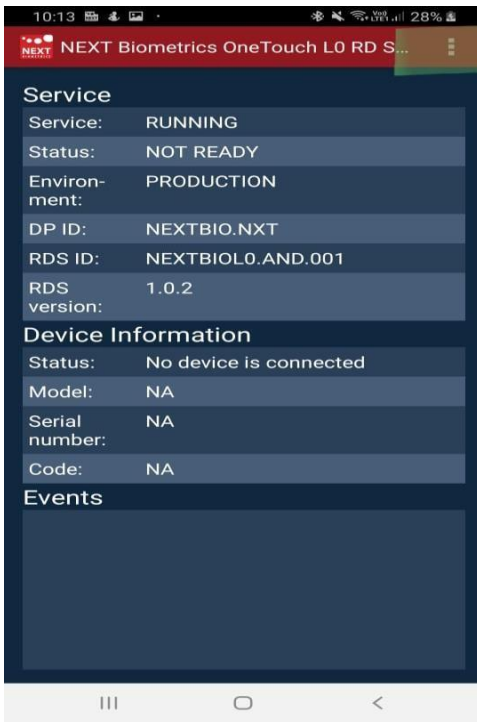 10:13 28%
NEXT NEXT Biometrics OneTouch L0 RD S...
Service
Service: RUNNING
Status: NOT READY
Environ-
ment: PRODUCTION
DP ID: NEXTBIO.NXT
RDS ID: NEXTBIOL0.AND.001
RDS
version: 1.0.2
Device Information
Status: No device is connected
Model: NA
Serial
number: NA
Code: NA
Events